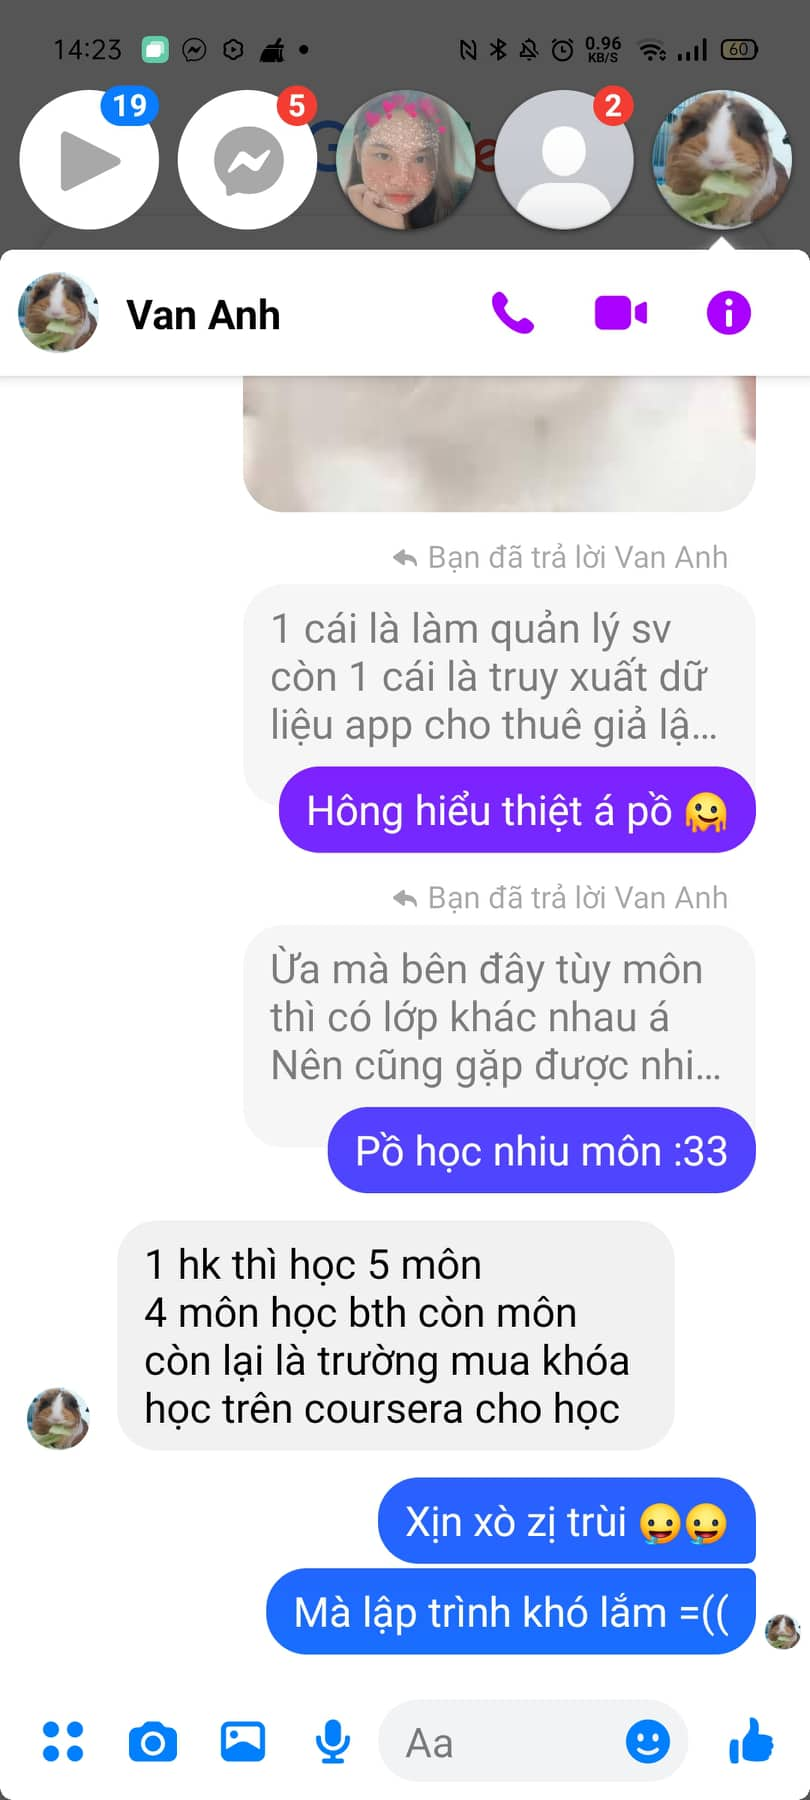 14:23
0.96
KB/S
60
19
5
2
Van Anh
Bạn đã trả lời Van Anh
1 cái là làm quản lý sv
còn 1 cái là truy xuất dữ
liệu app cho thuê giả lậ...
Hông hiểu thiệt á pồ 🫠
Bạn đã trả lời Van Anh
Ừa mà bên đây tùy môn
thì có lớp khác nhau á
Nên cũng gặp được nhi...
Pồ học nhiu môn :33
1 hk thì học 5 môn
4 môn học bth còn môn
còn lại là trường mua khóa
học trên coursera cho học
Xịn xò zị trùi 🤤🤤
Mà lập trình khó lắm =((
Aa